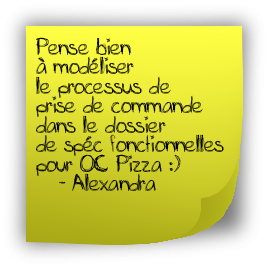 Pense bien
à modéliser
le processus de
prise de commande
dans le dossier
de spéc fonctionnelles
pour OC Pizza :)
- Alexandra